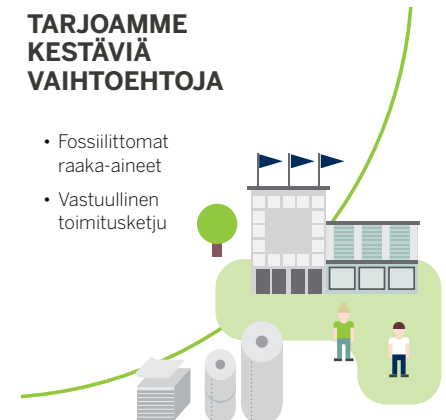 TARJOAMME
KESTÄVIÄ
VAIHTOEHTOJA
• Fossiilittomat
raaka-aineet
• Vastuullinen
toimitusketju